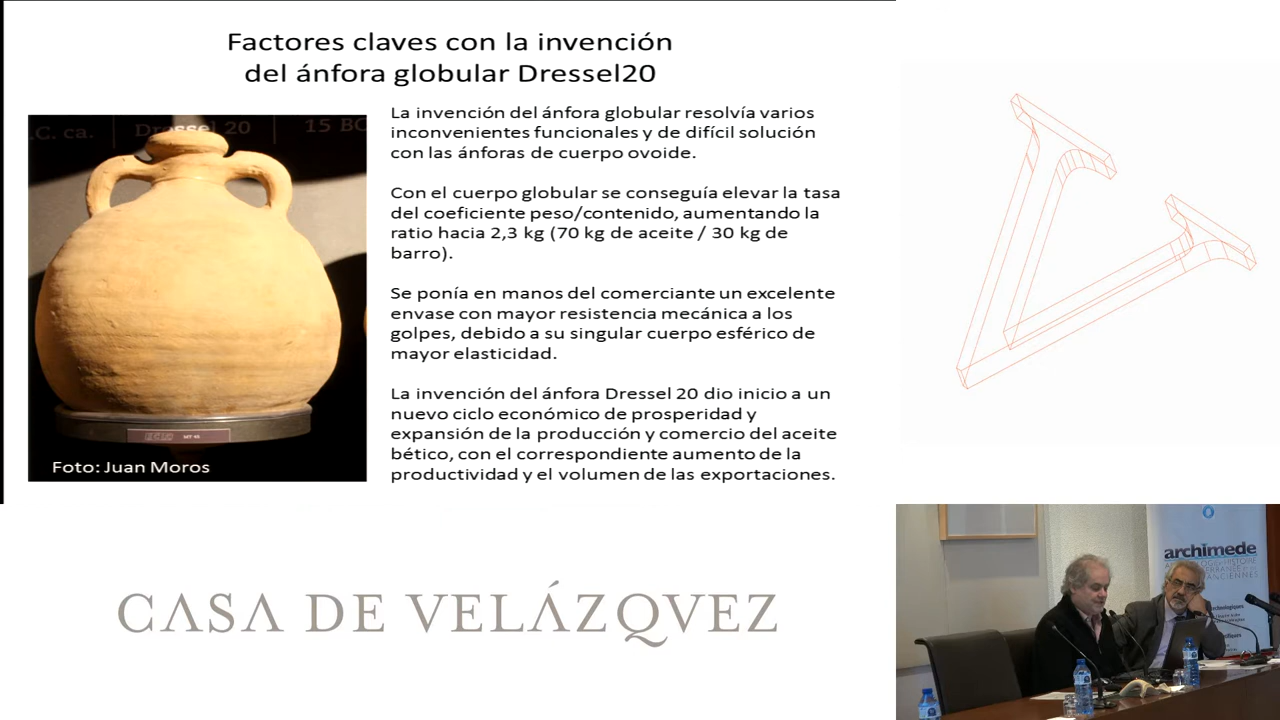 Factores claves con la invención
del ánfora globular Dressel20
.C. ca.
Dressel 20
15 BC
Foto: Juan Moros
La invención del ánfora globular resolvía varios
inconvenientes funcionales y de difícil solución
con las ánforas de cuerpo ovoide.
Con el cuerpo globular se conseguía elevar la tasa
del coeficiente peso/contenido, aumentando la
ratio hacia 2,3 kg (70 kg de aceite / 30 kg de
barro).
Se ponía en manos del comerciante un excelente
envase con mayor resistencia mecánica a los
golpes, debido a su singular cuerpo esférico de
mayor elasticidad.
La invención del ánfora Dressel 20 dio inicio a un
nuevo ciclo económico de prosperidad y
expansión de la producción y comercio del aceite
bético, con el correspondiente aumento de la
productividad y el volumen de las exportaciones.
CASA DE VELÁZQVEZ
archimede